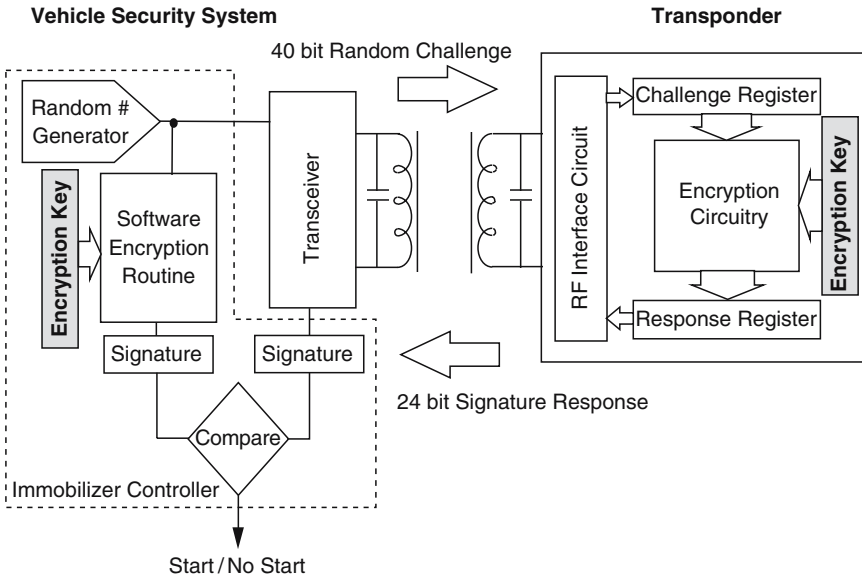 Vehicle Security System
Transponder
40 bit Random Challenge
Random #
Generator
Encryption Key
Software
Encryption
Routine
Transceiver
RF Interface Circuit
Challenge Register
Encryption
Circuitry
Encryption Key
Response Register
Signature
Signature
24 bit Signature Response
Compare
Immobilizer Controller
Start / No Start